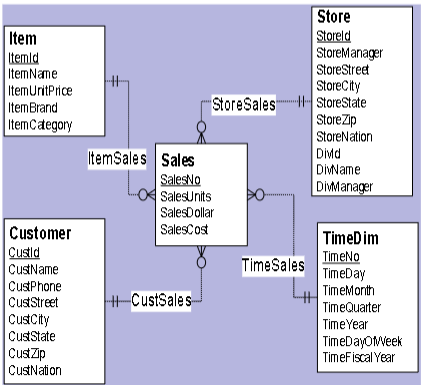 Item
ItemId
ItemName
ItemUnitPrice
ItemBrand
ItemCategory
Store
StoreId
StoreManager
StoreStreet
StoreCity
StoreState
StoreZip
StoreNation
DivId
DivName
DivManager
StoreSales
ItemSales
Sales
SalesNo
SalesUnits
SalesDollar
SalesCost
Customer
CustId
CustName
CustPhone
CustStreet
CustCity
CustState
CustZip
CustNation
CustSales
TimeSales
TimeDim
TimeNo
TimeDay
TimeMonth
TimeQuarter
TimeYear
TimeDayOfWeek
TimeFiscalYear